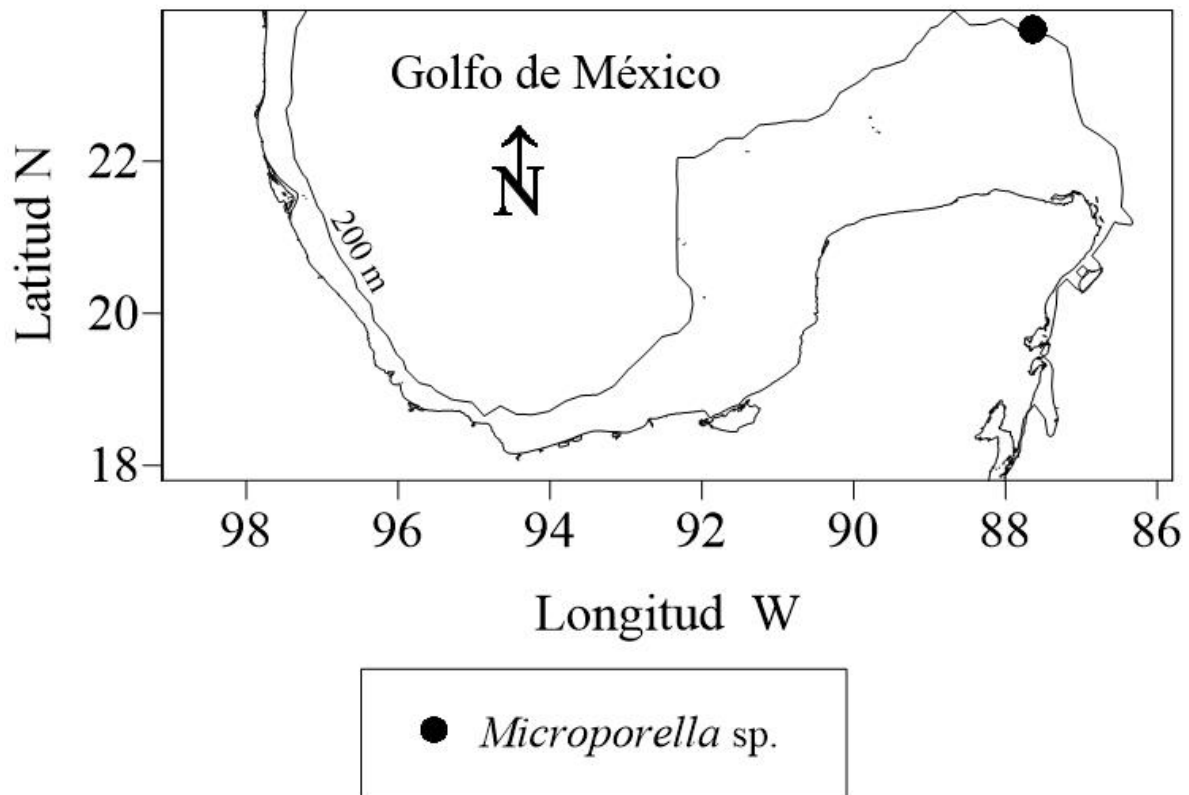 Golfo de México
N
200 m
Latitud N
22
20
18
98 96 94 92 90 88 86
Longitud W
Microporella sp.